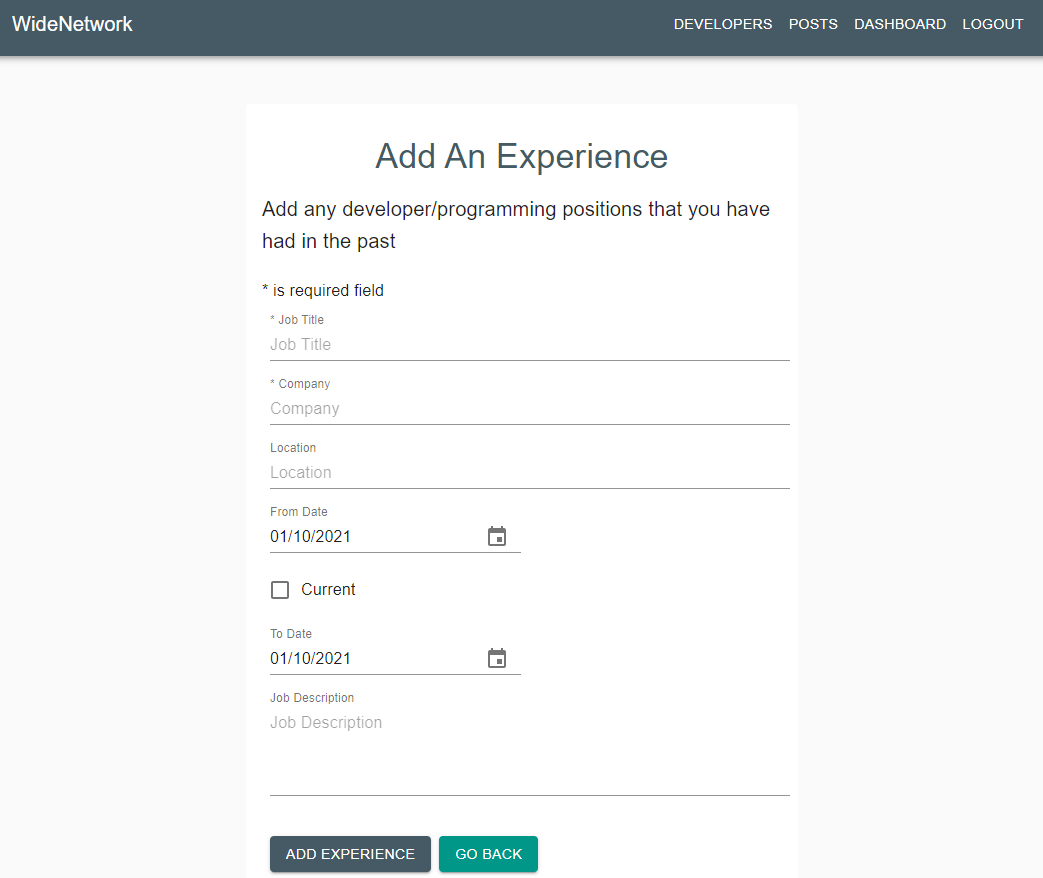 WideNetwork DEVELOPERS POSTS DASHBOARD LOGOUT
Add An Experience
Add any developer/programming positions that you have
had in the past
* is required field
* Job Title
Job Title
* Company
Company
Location
Location
From Date
01/10/2021
Current
To Date
01/10/2021
Job Description
Job Description
ADD EXPERIENCE GO BACK